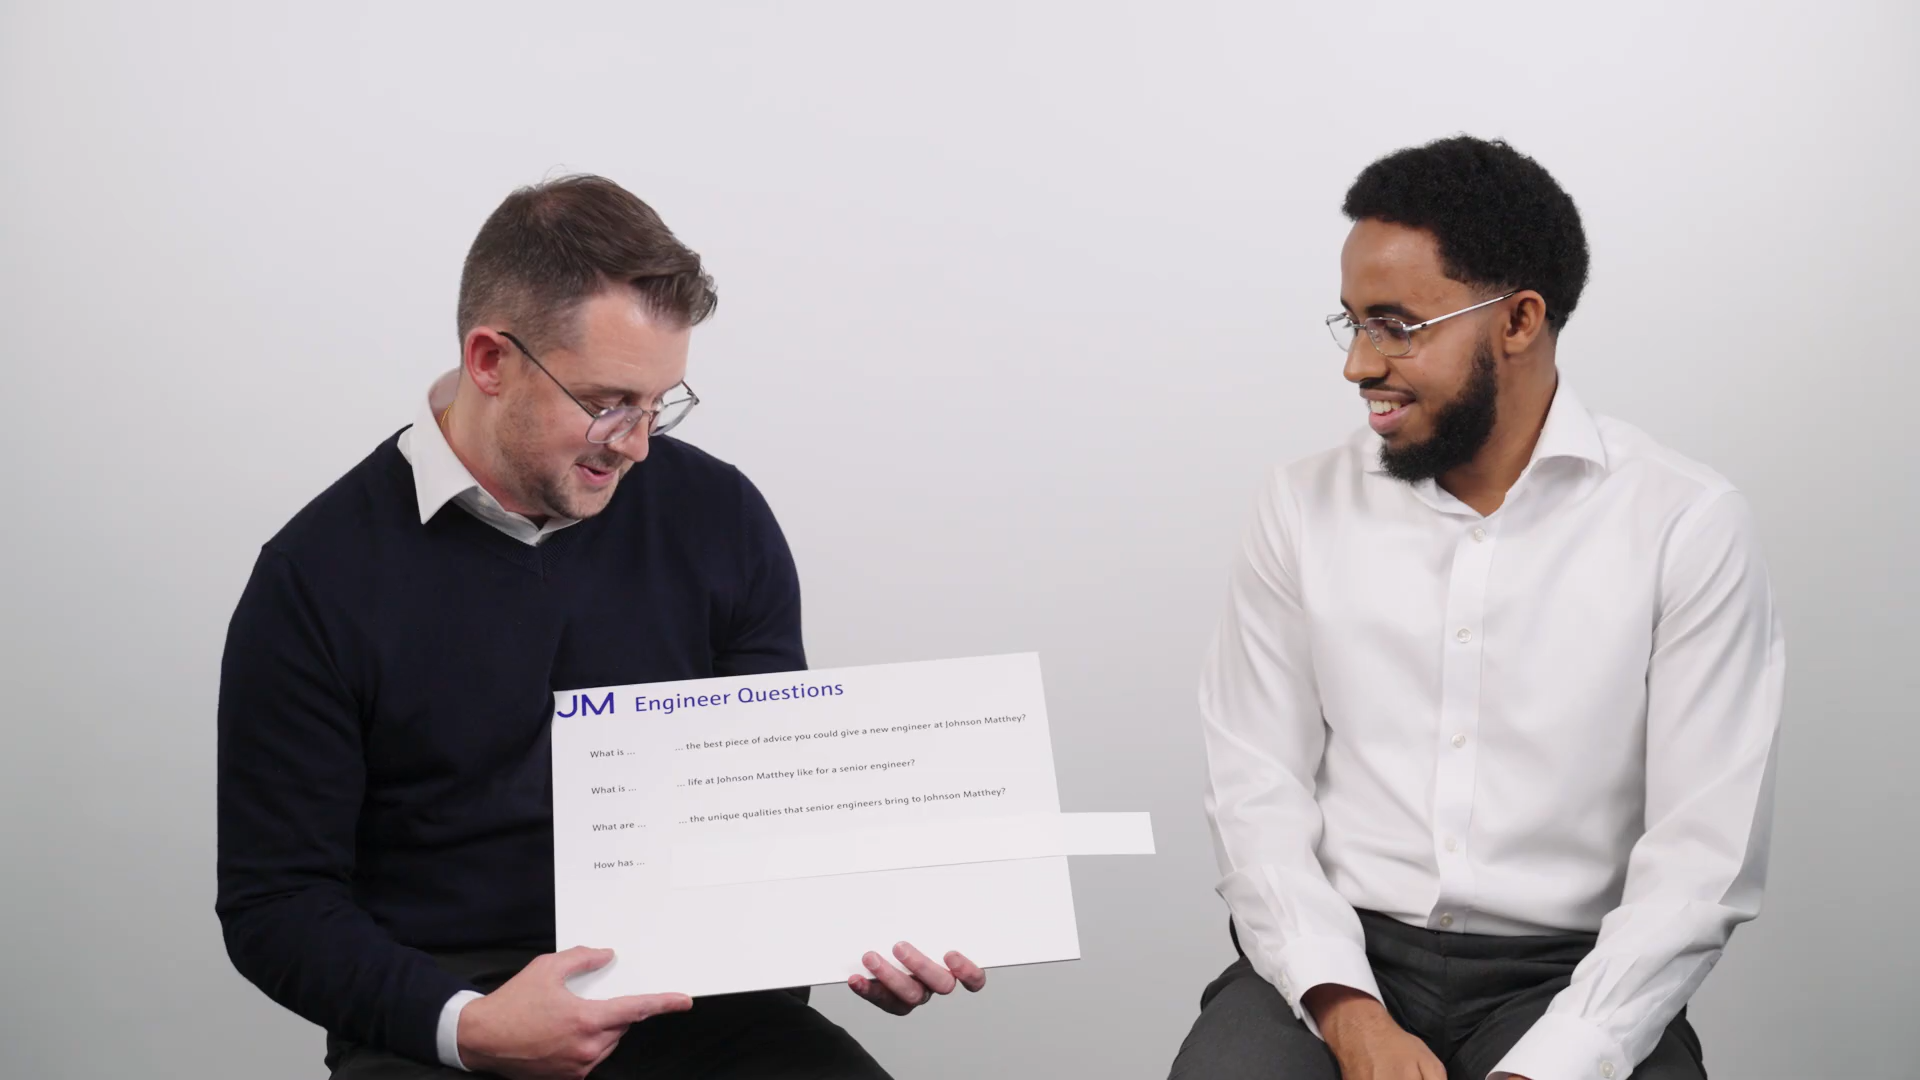 JM Engineer Questions
What is ... ... the best piece of advice you could give a new engineer at Johnson Matthey?
What is ... ... life at Johnson Matthey like for a senior engineer?
What are ... ... the unique qualities that senior engineers bring to Johnson Matthey?
How has ...